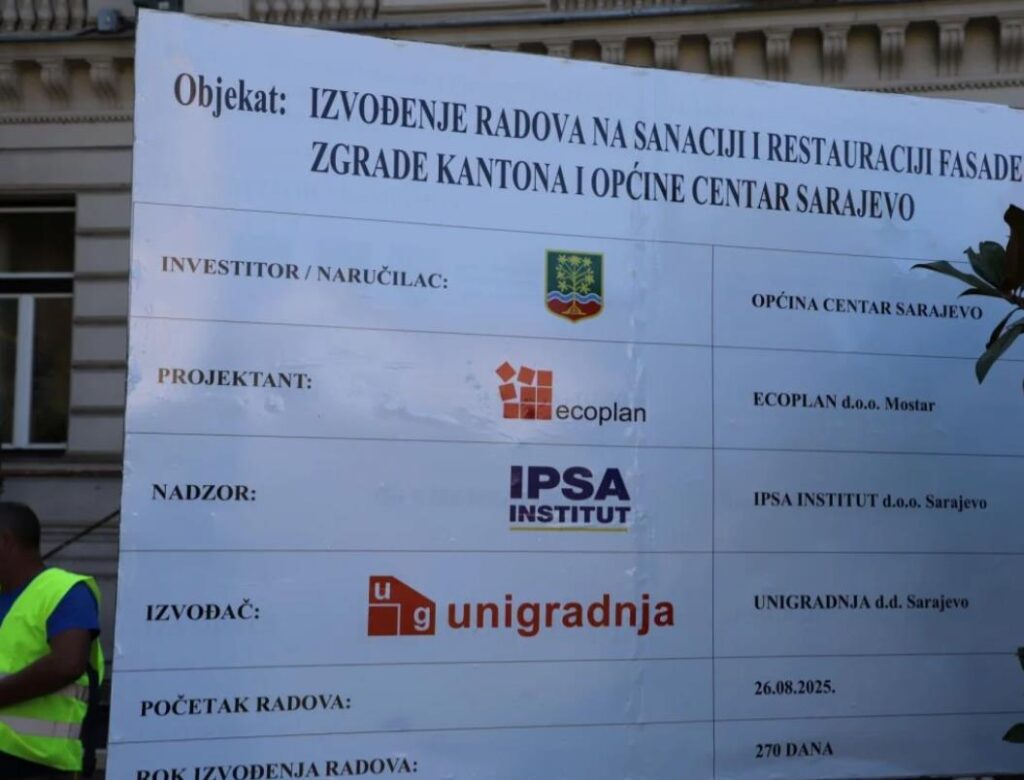 Objekat: IZVOĐENJE RADOVA NA SANACIJI I RESTAURACIJI FASADE
ZGRADE KANTONA I OPĆINE CENTAR SARAJEVO
INVESTITOR / NARUČILAC: OPĆINA CENTAR SARAJEVO
PROJEKTANT: ecoplan ECOPLAN d.o.o. Mostar
NADZOR: IPSA INSTITUT IPSA INSTITUT d.o.o. Sarajevo
IZVOĐAČ: ug unigradnja UNIGRADNJA d.d. Sarajevo
POČETAK RADOVA: 26.08.2025.
ROK IZVOĐENJA RADOVA: 270 DANA